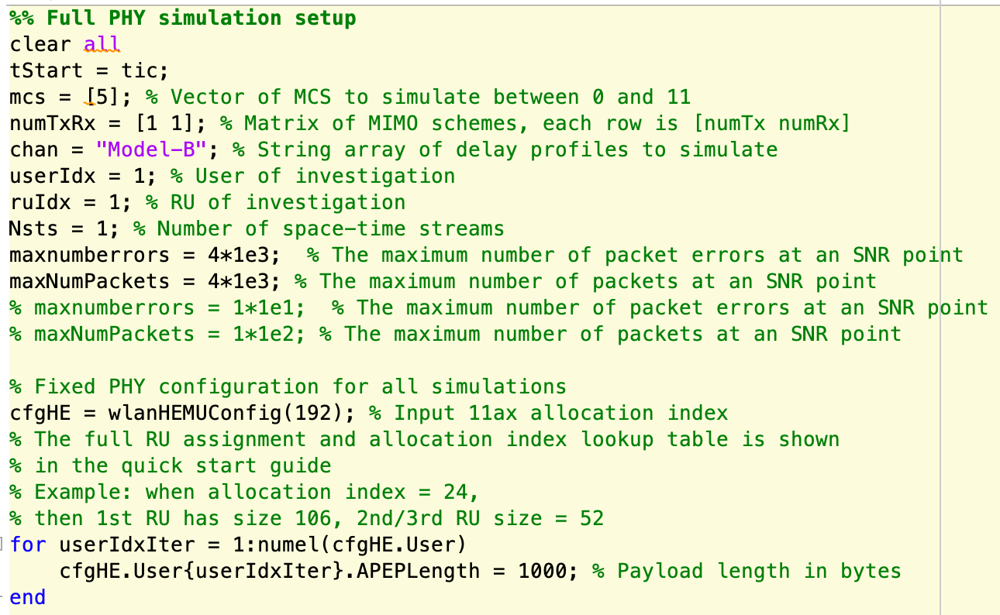 %% Full PHY simulation setup
clear all
tStart = tic;
mcs = [5]; % Vector of MCS to simulate between 0 and 11
numTxRx = [1 1]; % Matrix of MIMO schemes, each row is [numTx numRx]
chan = "Model-B"; % String array of delay profiles to simulate
userIdx = 1; % User of investigation
ruIdx = 1; % RU of investigation
Nsts = 1; % Number of space-time streams
maxnumberrors = 4*1e3;  % The maximum number of packet errors at an SNR point
maxNumPackets = 4*1e3; % The maximum number of packets at an SNR point
% maxnumberrors = 1*1e1;  % The maximum number of packet errors at an SNR point
% maxNumPackets = 1*1e2; % The maximum number of packets at an SNR point

% Fixed PHY configuration for all simulations
cfgHE = wlanHEMUConfig(192); % Input 11ax allocation index
% The full RU assignment and allocation index lookup table is shown
% in the quick start guide
% Example: when allocation index = 24,
% then 1st RU has size 106, 2nd/3rd RU size = 52
for userIdxIter = 1:numel(cfgHE.User)
    cfgHE.User{userIdxIter}.APEPLength = 1000; % Payload length in bytes
end